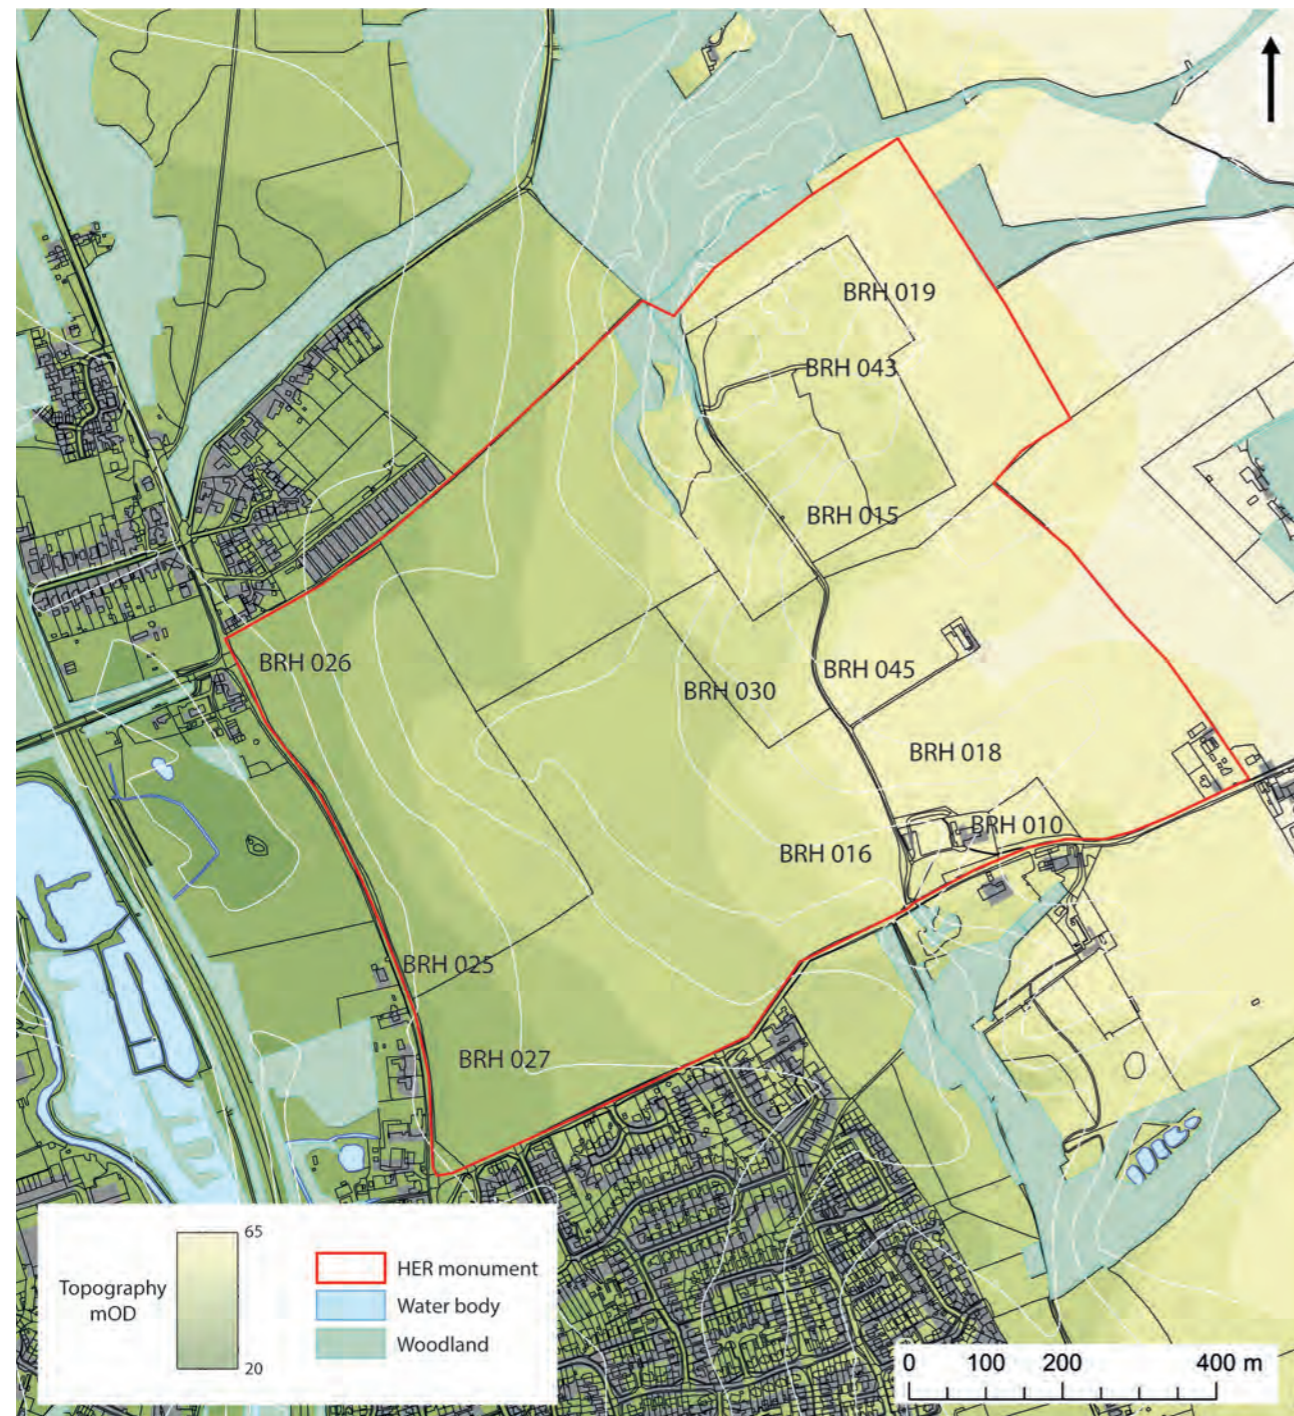 BRH 019
BRH 043
BRH 015
BRH 026
BRH 030
BRH 045
BRH 018
BRH 010
BRH 016
BRH 025
BRH 027
65
Topography
mOD
20
HER monument
Water body
Woodland
0 100 200 400 m